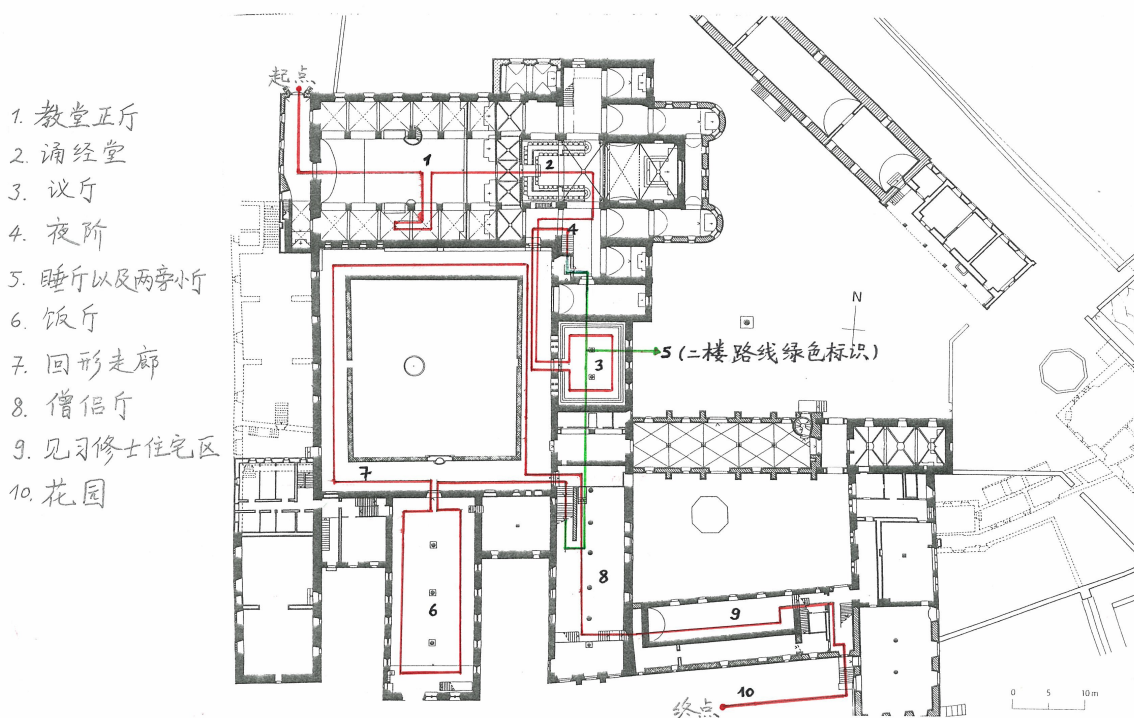 起点
1. 教堂正厅
2. 诵经堂
3. 议厅
4. 夜阶
5. 睡厅以及两旁小厅
6. 饭厅
7. 回形走廊
8. 僧侣厅
9. 见习修士住宅区
10. 花园
1
2
4
N
3
5 (二楼路线绿色标识)
7
8
6
9
10
终点
0 5 10 m